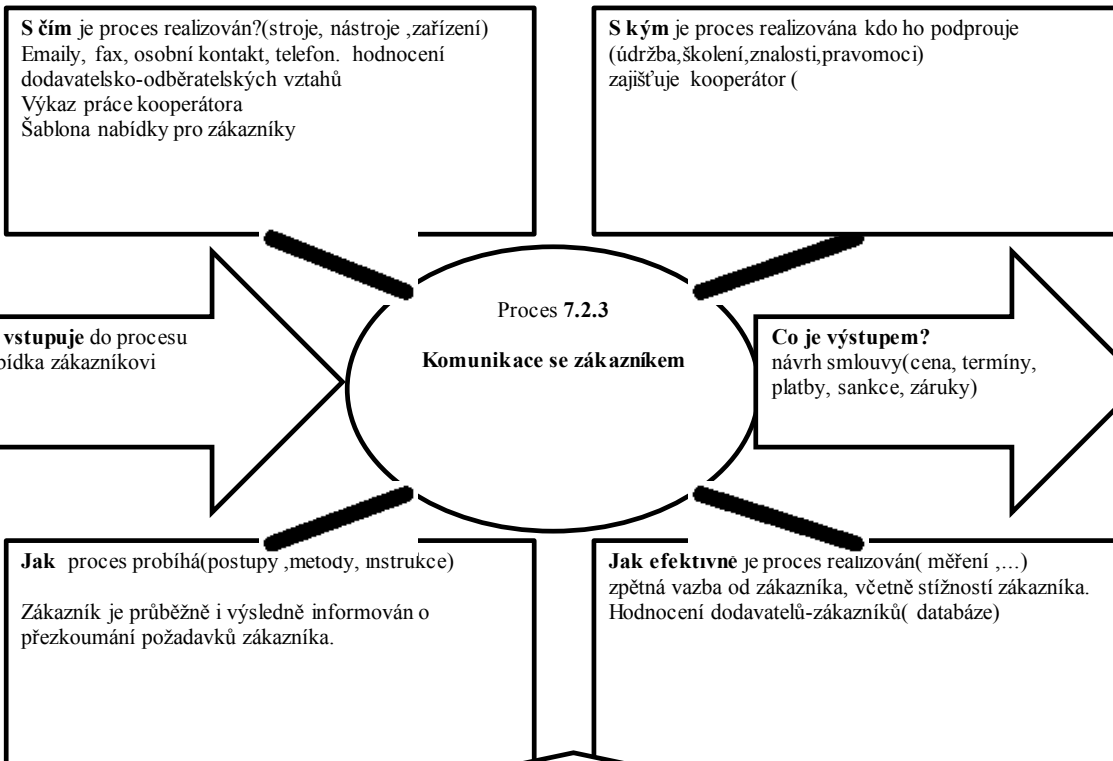 S čím je proces realizován?(stroje, nástroje ,zařízení)
Emaily, fax, osobní kontakt, telefon. hodnocení
dodavatelsko-odběratelských vztahů
Výkaz práce kooperátora
Šablona nabídky pro zákazníky
S kým je proces realizována kdo ho podprouje
(údržba,školení,znalosti,pravomoci)
zajišťuje kooperátor (
vstupuje do procesu
bídka zákazníkovi
Proces 7.2.3
Komunikace se zákazníkem
Co je výstupem?
návrh smlouvy(cena, termíny,
platby, sankce, záruky)
Jak proces probíhá(postupy ,metody, instrukce)
Zákazník je průběžně i výsledně informován o
přezkoumání požadavků zákazníka.
Jak efektivně je proces realizován( měření ,…)
zpětná vazba od zákazníka, včetně stížností zákazníka.
Hodnocení dodavatelů-zákazníků( databáze)